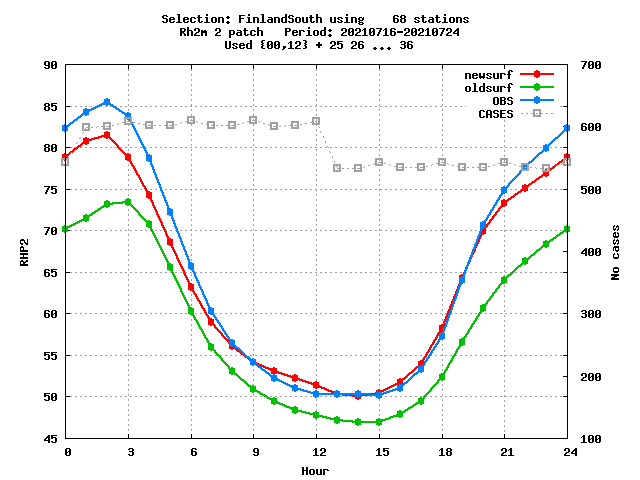 Selection: FinlandSouth using    68 stations
Rh2m 2 patch   Period: 20210716-20210724
Used {00,12} + 25 26 ... 36
90 700
newsurf
oldsurf
OBS
CASES
85 600
80
75 500
70 400
RHP2 No cases
65
60 300
55 200
50
45 100
0 3 6 9 12 15 18 21 24
Hour